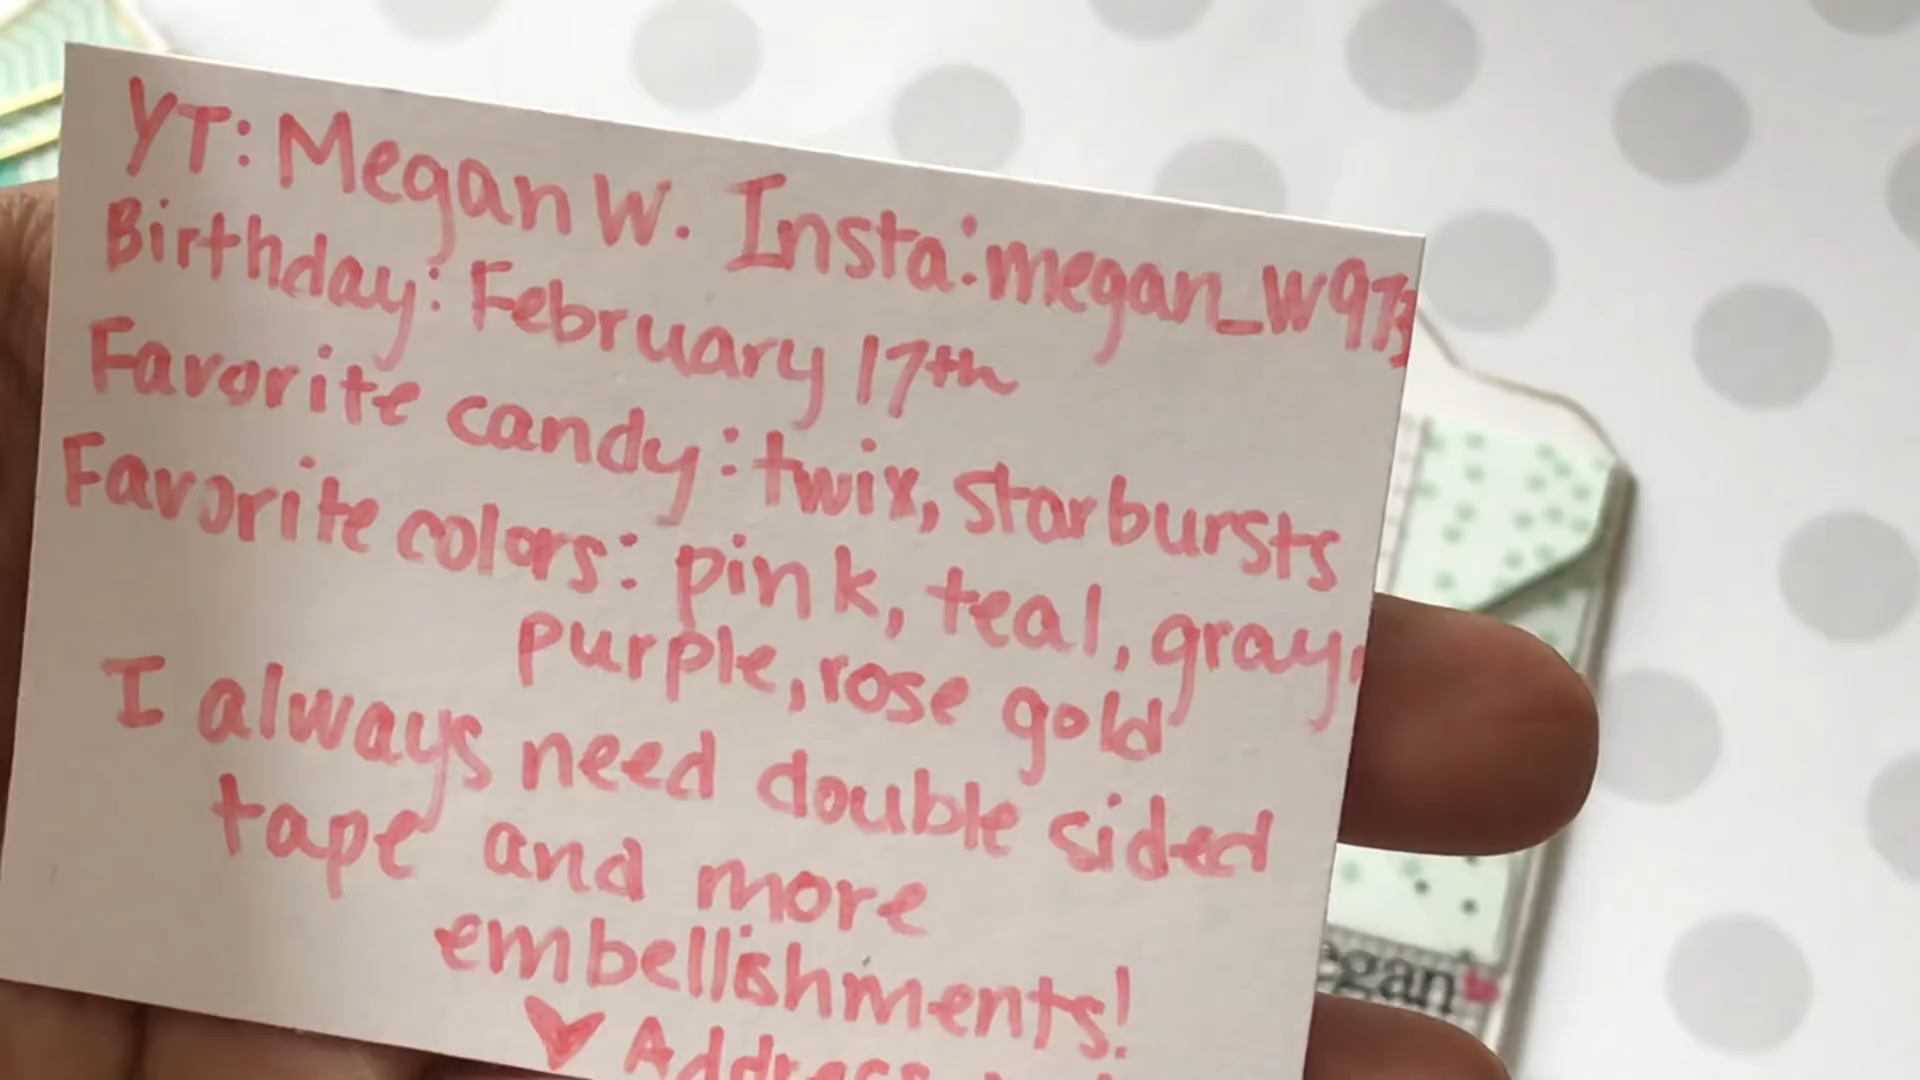 YT: Megan W. Insta: megan_w973
Birthday: February 17th
Favorite candy: twix, starbursts
Favorite colors: pink, teal, gray,
purple, rose gold
I always need double sided
tape and more
embellishments!
♥ Address
egan